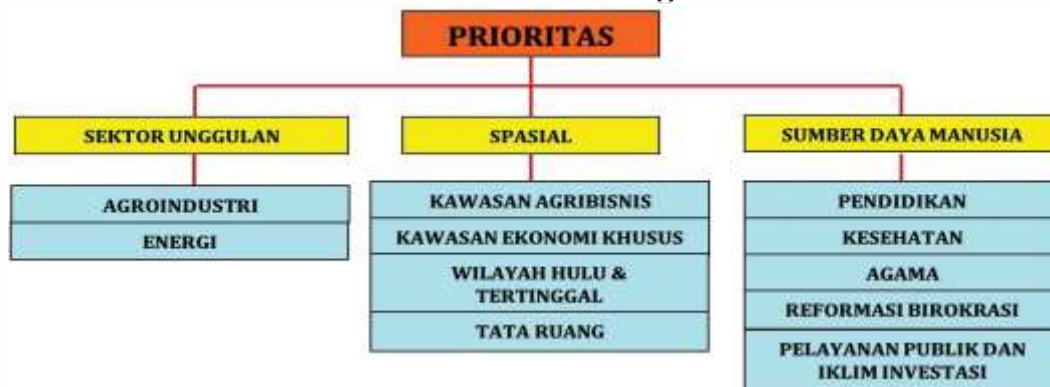 PRIORITAS
SEKTOR UNGGULAN
AGROINDUSTRI
ENERGI
SPASIAL
KAWASAN AGRIBISNIS
KAWASAN EKONOMI KHUSUS
WILAYAH HULU &
TERTINGGAL
TATA RUANG
SUMBER DAYA MANUSIA
PENDIDIKAN
KESEHATAN
AGAMA
REFORMASI BIROKRASI
PELAYANAN PUBLIK DAN
IKLIM INVESTASI